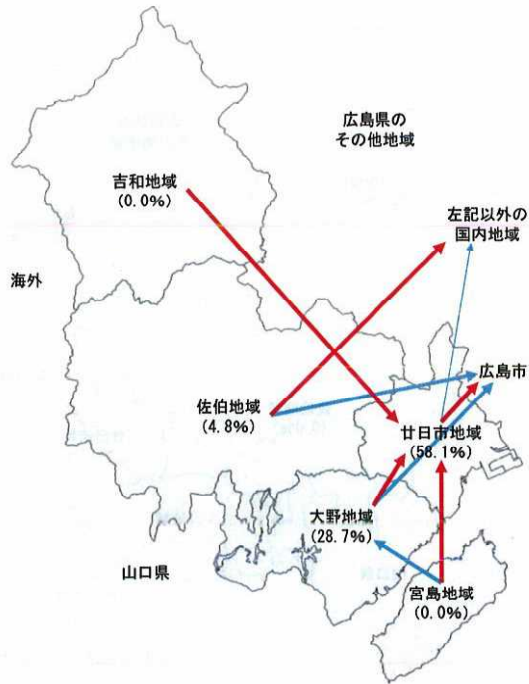 広島県の
その他地域
吉和地域
(0.0%)
左記以外の
国内地域
海外
広島市
佐伯地域
(4.8%)
廿日市地域
(58.1%)
大野地域
(28.7%)
山口県
宮島地域
(0.0%)